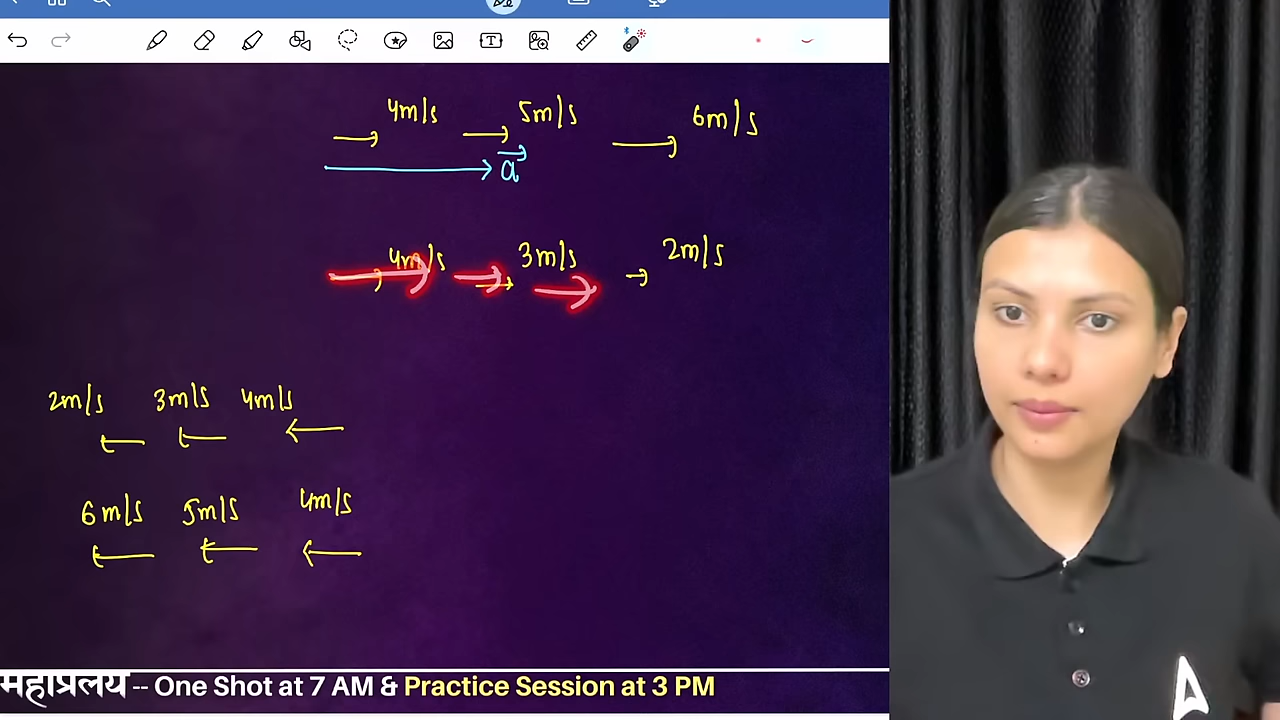 4m/s 5m/s 6m/s
a
4m/s 3m/s 2m/s
2m/s 3m/s 4m/s
6m/s 5m/s 4m/s
महाप्रलय -- One Shot at 7 AM & Practice Session at 3 PM